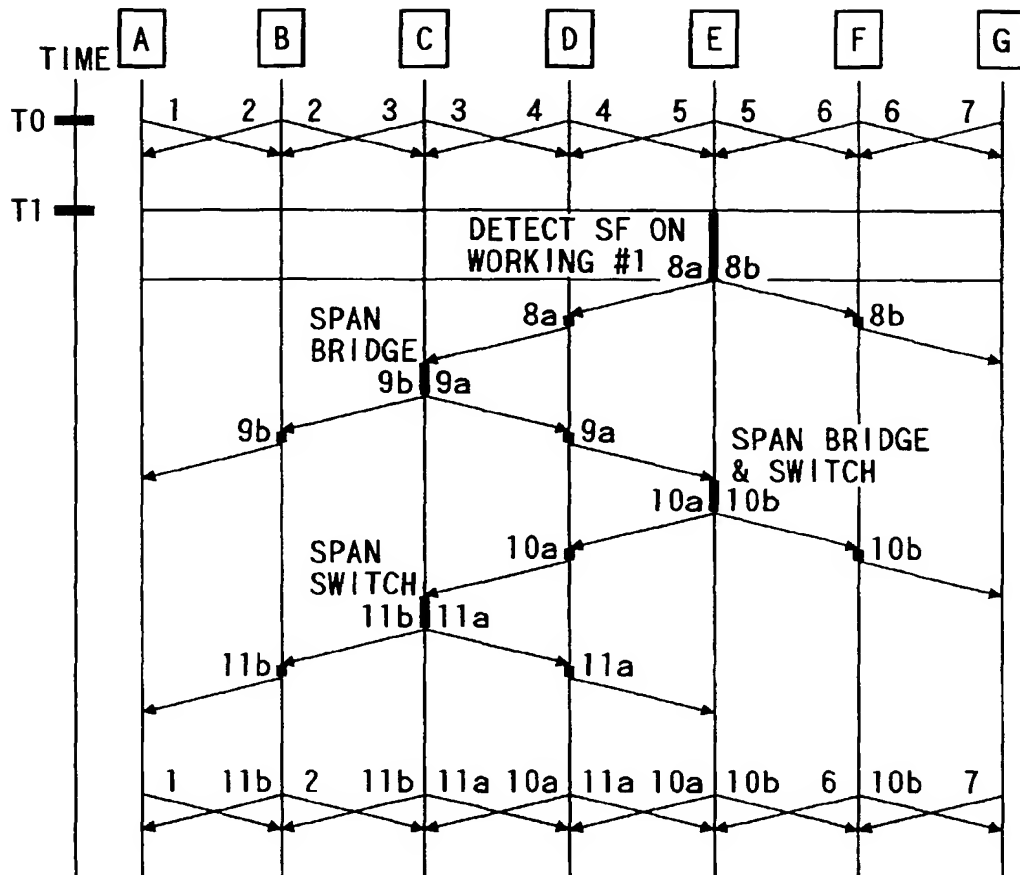 A B C D E F G
TIME
T0 1 2 2 3 3 4 4 5 5 6 6 7
T1
DETECT SF ON
WORKING #1 8a 8b
8a 8b
SPAN
BRIDGE
9b 9a
9b 9a
SPAN BRIDGE
& SWITCH
10a 10b
10a 10b
SPAN
SWITCH
11b 11a
11b 11a
1 11b 2 11b 11a 10a 11a 10a 10b 6 10b 7